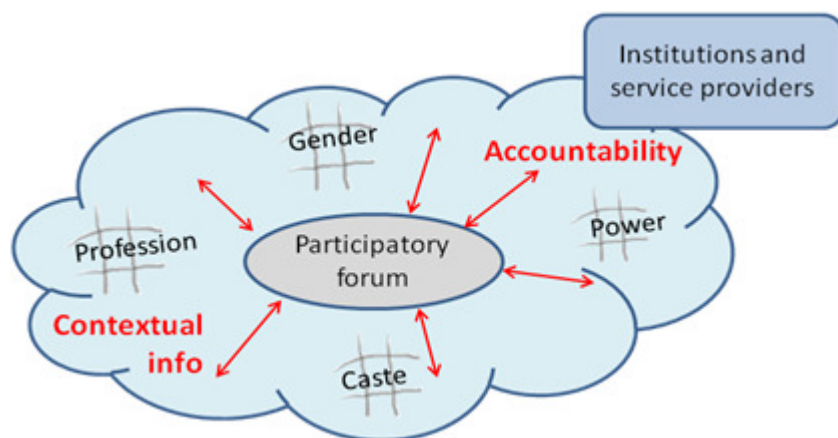 Institutions and
service providers
Gender
Accountability
Profession
Participatory
forum
Power
Contextual
info
Caste